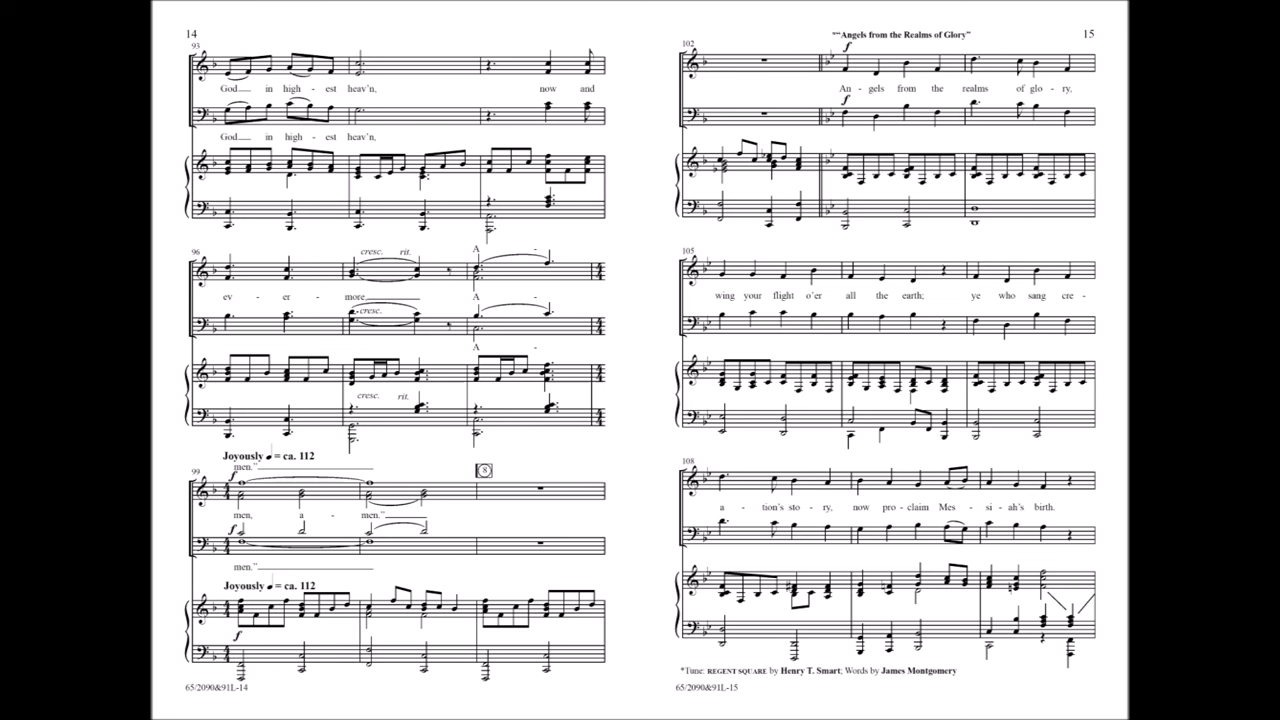 14
93
God in high - est heav'n, now and
God in high - est heav'n,
96
cresc. rit. A -
ev - er - more, A -
cresc.
A -
cresc. rit.
Joyously = ca. 112
men."
99
f
8
men, a - men."
f
men."
Joyously = ca. 112
f
65/2090&91L-14
*"Angels from the Realms of Glory"
15
102
f
An - gels from the realms of glo - ry,
f
105
wing your flight o'er all the earth; ye who sang cre -
108
a - tion's sto - ry, now pro - claim Mes - si - ah's birth.
*Tune: REGENT SQUARE by Henry T. Smart; Words by James Montgomery
65/2090&91L-15